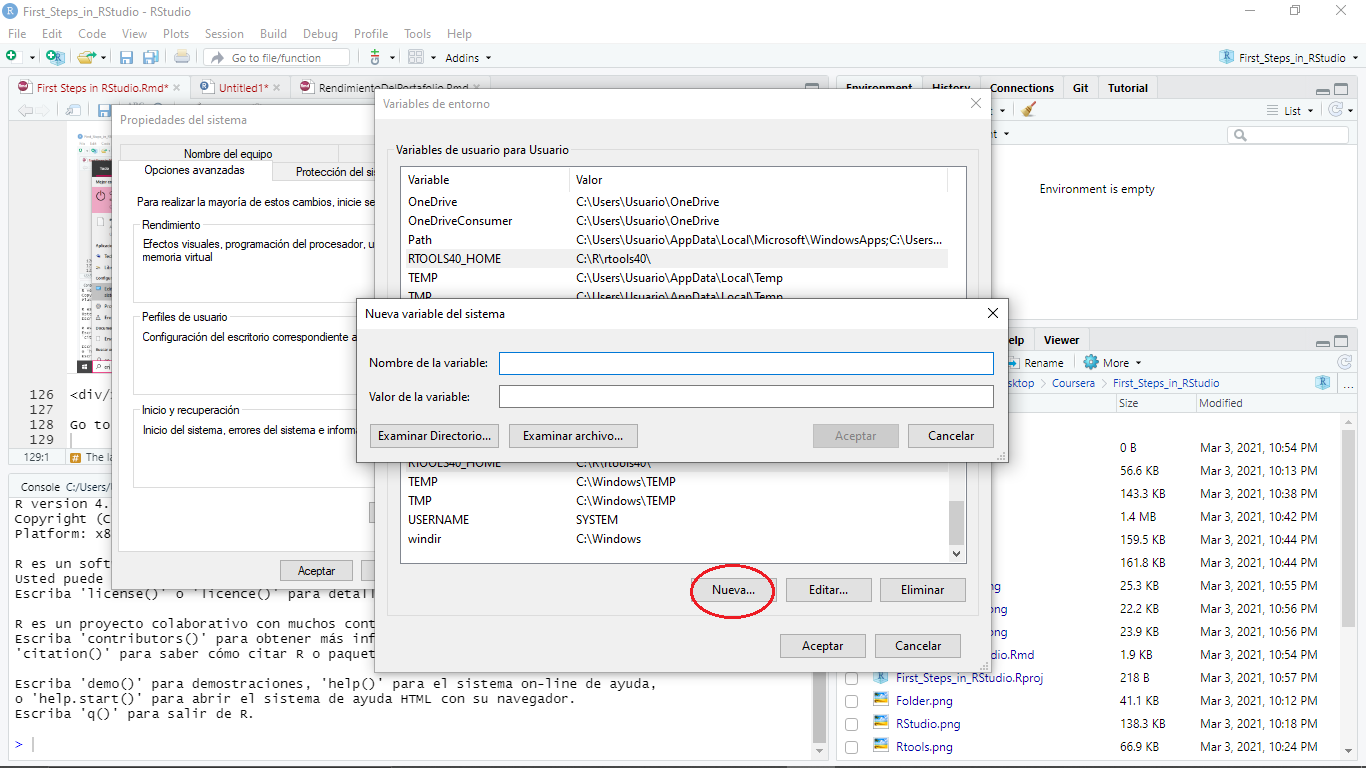 First_Steps_in_RStudio - RStudio
File Edit Code View Plots Session Build Debug Profile Tools Help
Go to file/function Addins First_Steps_in_RStudio
First Steps in RStudio.Rmd* Untitled1* RendimientoDelPortafolio.Rmd
126 <div/
127
128 Go to
129
129:1 The la
Console C:/Users/
R version 4.
Copyright (C
Platform: x8
R es un soft
Usted puede
Escriba 'license()' o 'licence()' para detall
R es un proyecto colaborativo con muchos cont
Escriba 'contributors()' para obtener más inf
'citation()' para saber cómo citar R o paquet
Escriba 'demo()' para demostraciones, 'help()' para el sistema on-line de ayuda,
o 'help.start()' para abrir el sistema de ayuda HTML con su navegador.
Escriba 'q()' para salir de R.
>
Propiedades del sistema
Nombre del equipo
Opciones avanzadas Protección del si
Para realizar la mayoría de estos cambios, inicie se
Rendimiento
Efectos visuales, programación del procesador, u
memoria virtual
Perfiles de usuario
Configuración del escritorio correspondiente a
Inicio y recuperación
Inicio del sistema, errores del sistema e informa
Aceptar
Variables de entorno
Variables de usuario para Usuario
Variable Valor
OneDrive C:\Users\Usuario\OneDrive
OneDriveConsumer C:\Users\Usuario\OneDrive
Path C:\Users\Usuario\AppData\Local\Microsoft\WindowsApps;C:\Users...
RTOOLS40_HOME C:\R\rtools40\
TEMP C:\Users\Usuario\AppData\Local\Temp
TMP C:\Users\Usuario\AppData\Local\Temp
Nueva variable del sistema
Nombre de la variable:
Valor de la variable:
Examinar Directorio... Examinar archivo... Aceptar Cancelar
RTOOLS40_HOME C:\R\rtools40\
TEMP C:\Windows\TEMP
TMP C:\Windows\TEMP
USERNAME SYSTEM
windir C:\Windows
Nueva... Editar... Eliminar
Aceptar Cancelar
Environment History Connections Git Tutorial
List
nt
Environment is empty
elp Viewer
Rename More
sktop Coursera First_Steps_in_RStudio ...
Size Modified
0 B Mar 3, 2021, 10:54 PM
56.6 KB Mar 3, 2021, 10:13 PM
143.3 KB Mar 3, 2021, 10:38 PM
1.4 MB Mar 3, 2021, 10:42 PM
159.5 KB Mar 3, 2021, 10:44 PM
161.8 KB Mar 3, 2021, 10:44 PM
ng 25.3 KB Mar 3, 2021, 10:55 PM
ong 22.2 KB Mar 3, 2021, 10:56 PM
ng 23.9 KB Mar 3, 2021, 10:56 PM
dio.Rmd 1.9 KB Mar 3, 2021, 10:54 PM
First_Steps_in_RStudio.Rproj 218 B Mar 3, 2021, 10:57 PM
Folder.png 41.1 KB Mar 3, 2021, 10:12 PM
RStudio.png 138.3 KB Mar 3, 2021, 10:18 PM
Rtools.png 66.9 KB Mar 3, 2021, 10:24 PM